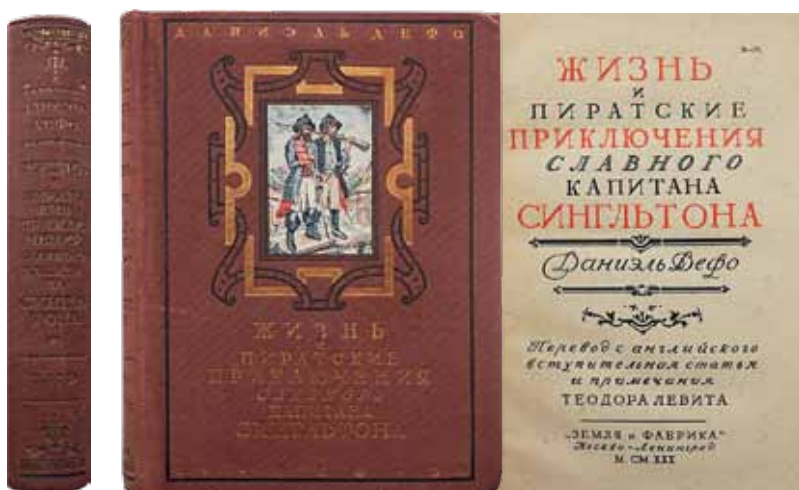 ДАНИЭЛЬ ДЕФО
ЖИЗНЬ
И
ПИРАТСКИЕ
ПРИКЛЮЧЕНИЯ
СЛАВНОГО
КАПИТАНА
СИНГЛЬТОНА
ЖИЗНЬ
И
ПИРАТСКИЕ
ПРИКЛЮЧЕНИЯ
СЛАВНОГО
КАПИТАНА
СИНГЛЬТОНА
Даниэль Дефо
Перевод с английского
вступительная статья
и примечания
ТЕОДОРА ЛЕВИТА
„ЗЕМЛЯ и ФАБРИКА“
Москва–Ленинград
M. CM. XXX